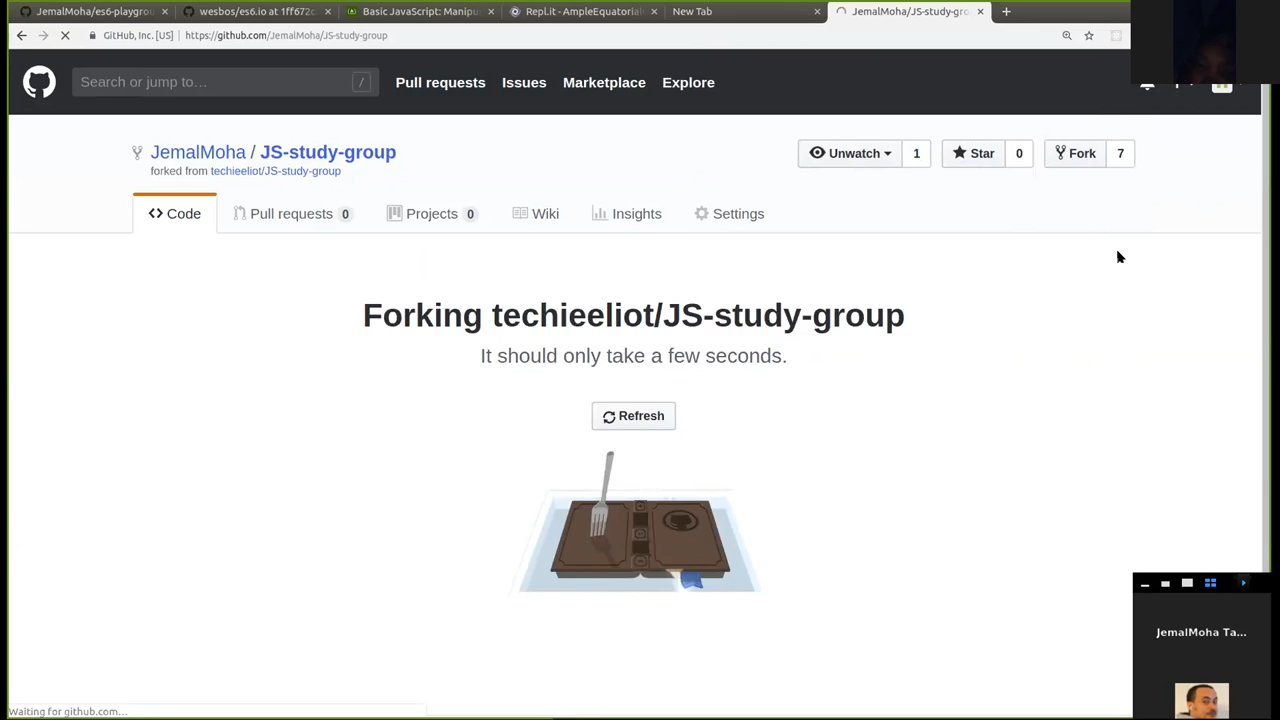 JemalMoha/es6-playgrou
wesbos/es6.io at 1ff672c
Basic JavaScript: Manipu
Repl.it - AmpleEquatorial
New Tab
JemalMoha/JS-study-gro
GitHub, Inc. [US]
https://github.com/JemalMoha/JS-study-group
Search or jump to…
/
Pull requests
Issues
Marketplace
Explore
JemalMoha / JS-study-group
forked from techieeliot/JS-study-group
Unwatch 1
Star 0
Fork 7
Code
Pull requests 0
Projects 0
Wiki
Insights
Settings
Forking techieeliot/JS-study-group
It should only take a few seconds.
Refresh
JemalMoha Ta...
Waiting for github.com…